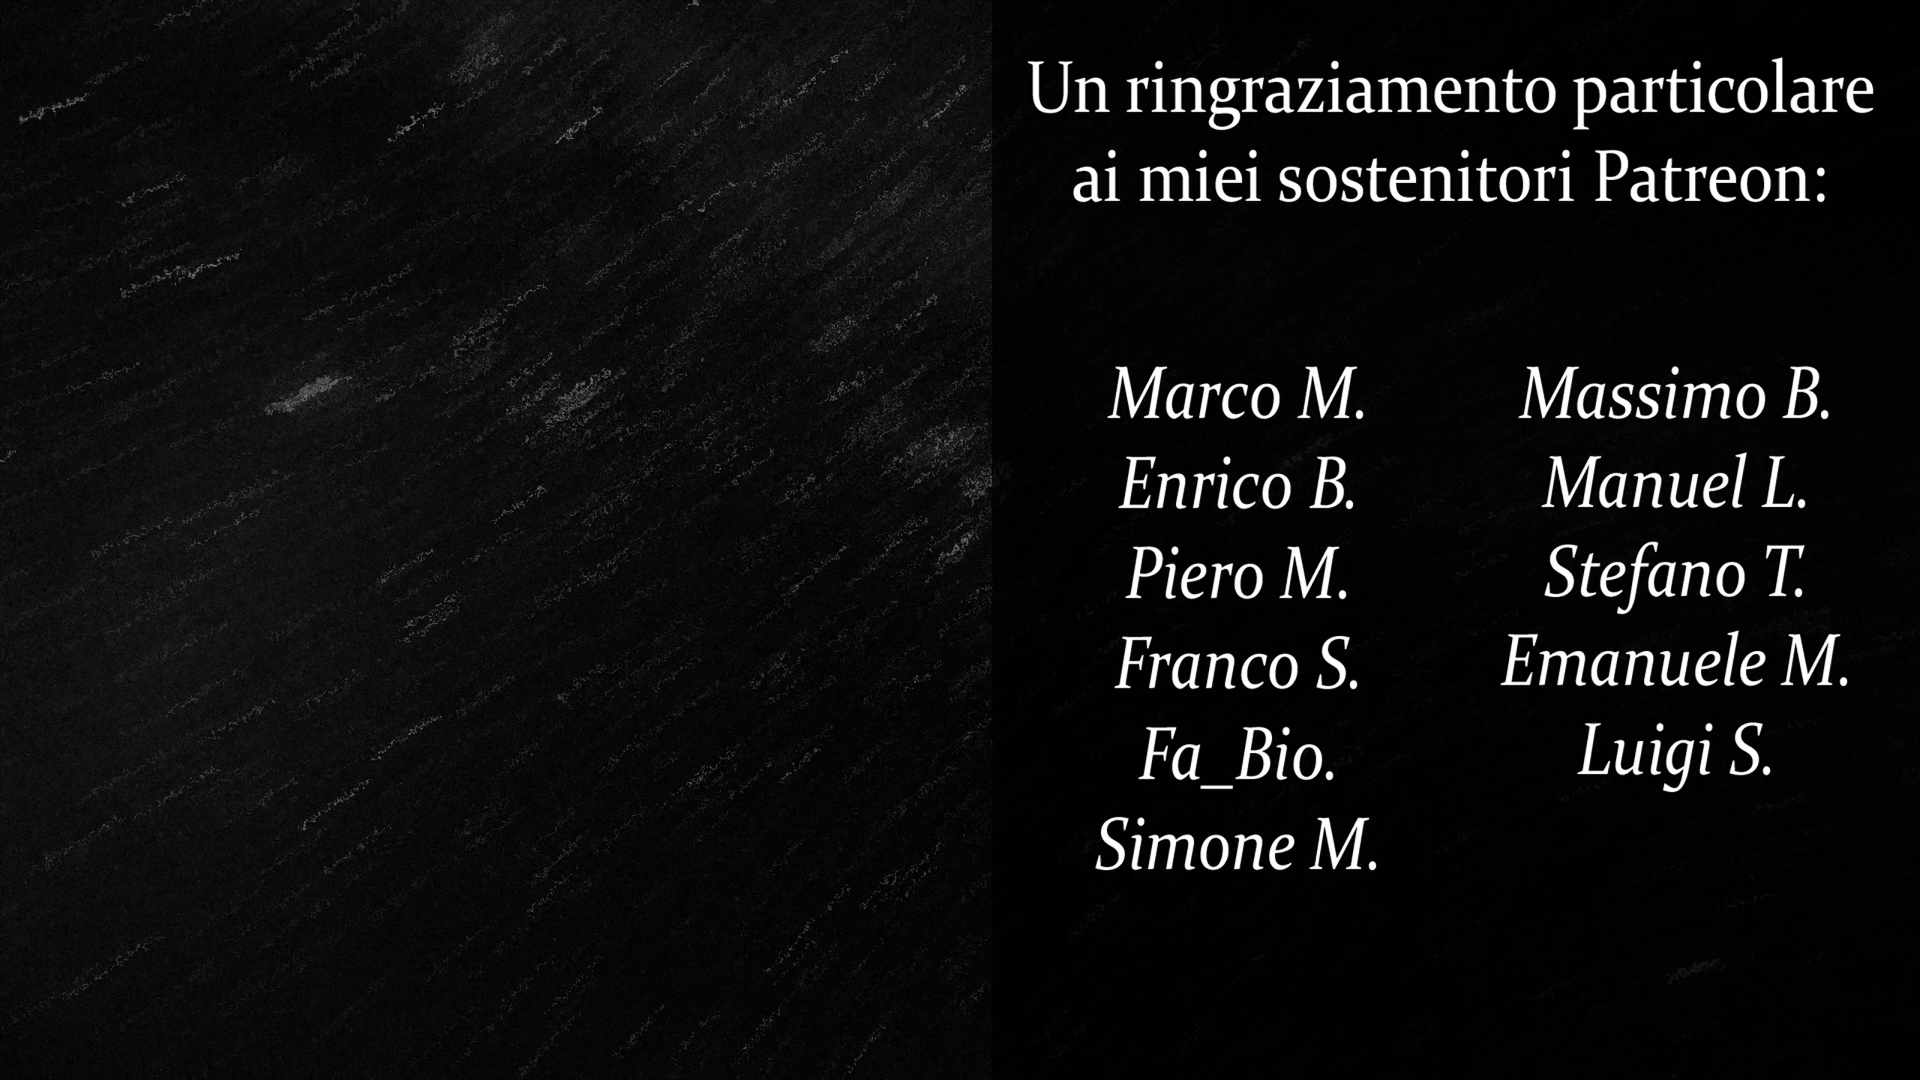 Un ringraziamento particolare
ai miei sostenitori Patreon:
Marco M.
Enrico B.
Piero M.
Franco S.
Fa_Bio.
Simone M.
Massimo B.
Manuel L.
Stefano T.
Emanuele M.
Luigi S.